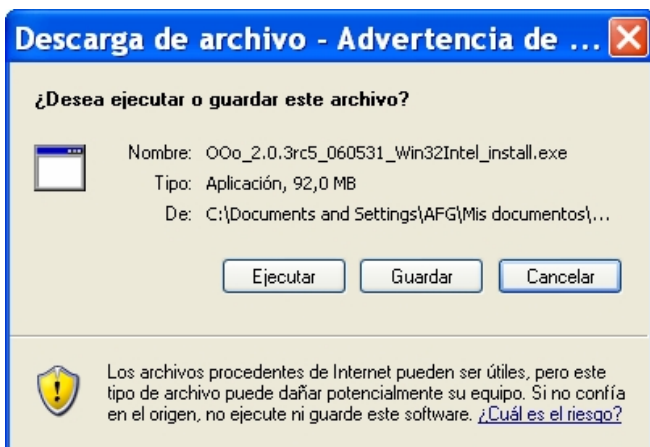 Descarga de archivo - Advertencia de ...
¿Desea ejecutar o guardar este archivo?
Nombre: OOo_2.0.3rc5_060531_Win32Intel_install.exe
Tipo: Aplicación, 92,0 MB
De: C:\Documents and Settings\AFG\Mis documentos\...
Ejecutar Guardar Cancelar
Los archivos procedentes de Internet pueden ser útiles, pero este
tipo de archivo puede dañar potencialmente su equipo. Si no confía
en el origen, no ejecute ni guarde este software. ¿Cuál es el riesgo?